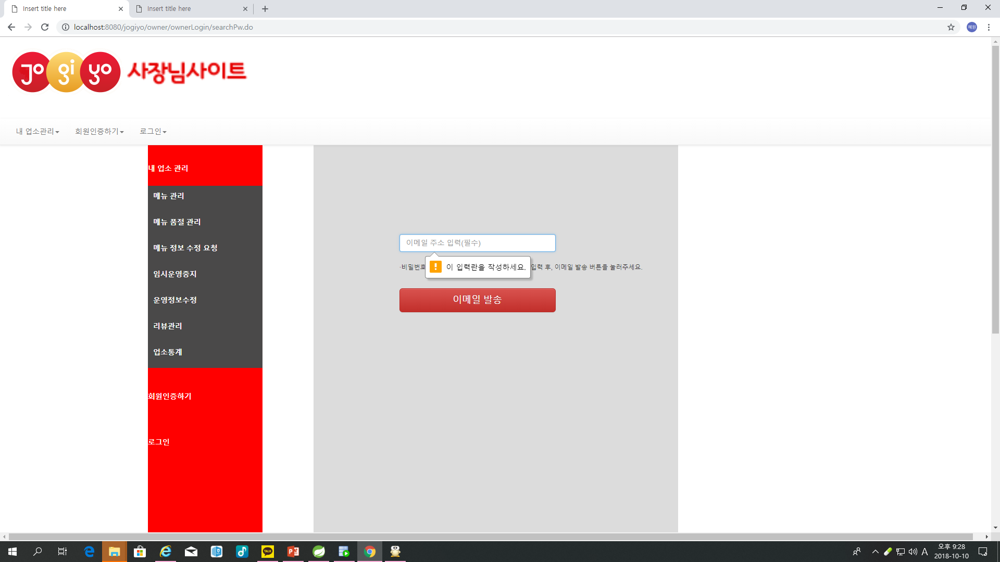 Insert title here
Insert title here
localhost:8080/jogiyo/owner/ownerLogin/searchPw.do
혜원
Jo gi yo 사장님사이트
내 업소관리 회원인증하기 로그인
내 업소 관리
메뉴 관리
메뉴 품절 관리
메뉴 정보 수정 요청
임시운영중지
운영정보수정
리뷰관리
업소통계
회원인증하기
로그인
이메일 주소 입력(필수)
·비밀번호 입력 후, 이메일 발송 버튼을 눌러주세요.
이 입력란을 작성하세요.
이메일 발송
TALK
A
오후 9:28
2018-10-10